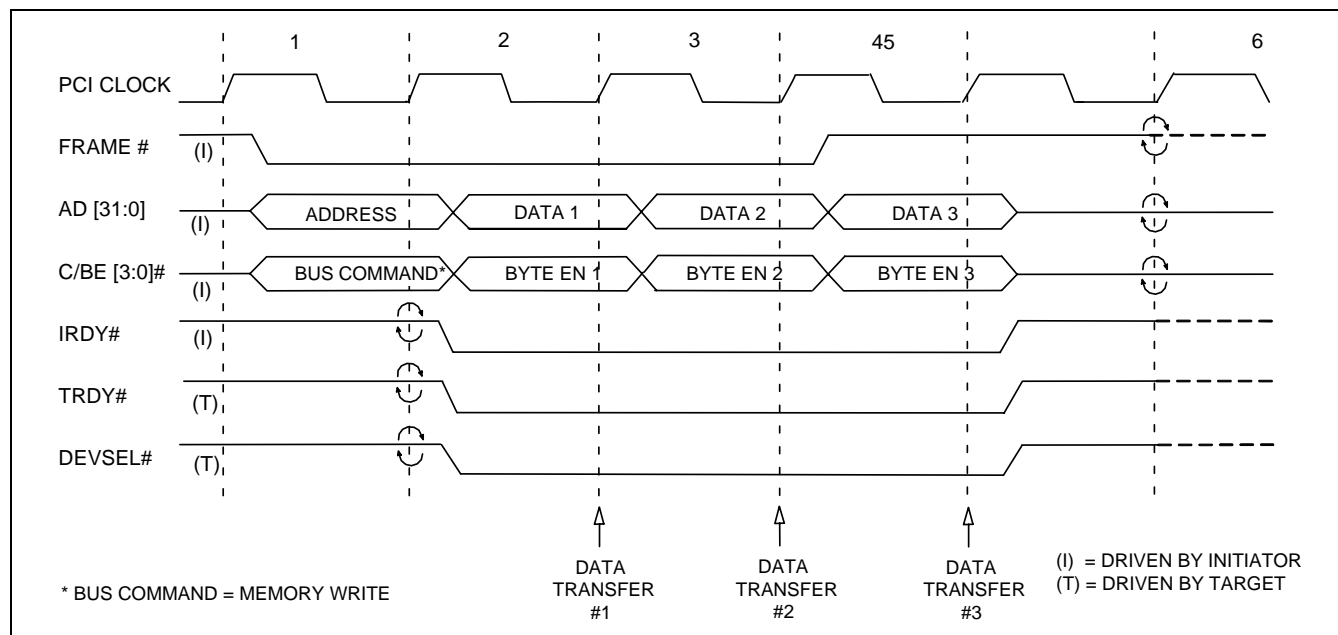 1 2 3 45 6
PCI CLOCK
FRAME # (I)
AD [31:0] (I) ADDRESS DATA 1 DATA 2 DATA 3
C/BE [3:0]# (I) BUS COMMAND* BYTE EN 1 BYTE EN 2 BYTE EN 3
IRDY# (I)
TRDY# (T)
DEVSEL# (T)
DATA
TRANSFER
#1
DATA
TRANSFER
#2
DATA
TRANSFER
#3
* BUS COMMAND = MEMORY WRITE
(I) = DRIVEN BY INITIATOR
(T) = DRIVEN BY TARGET